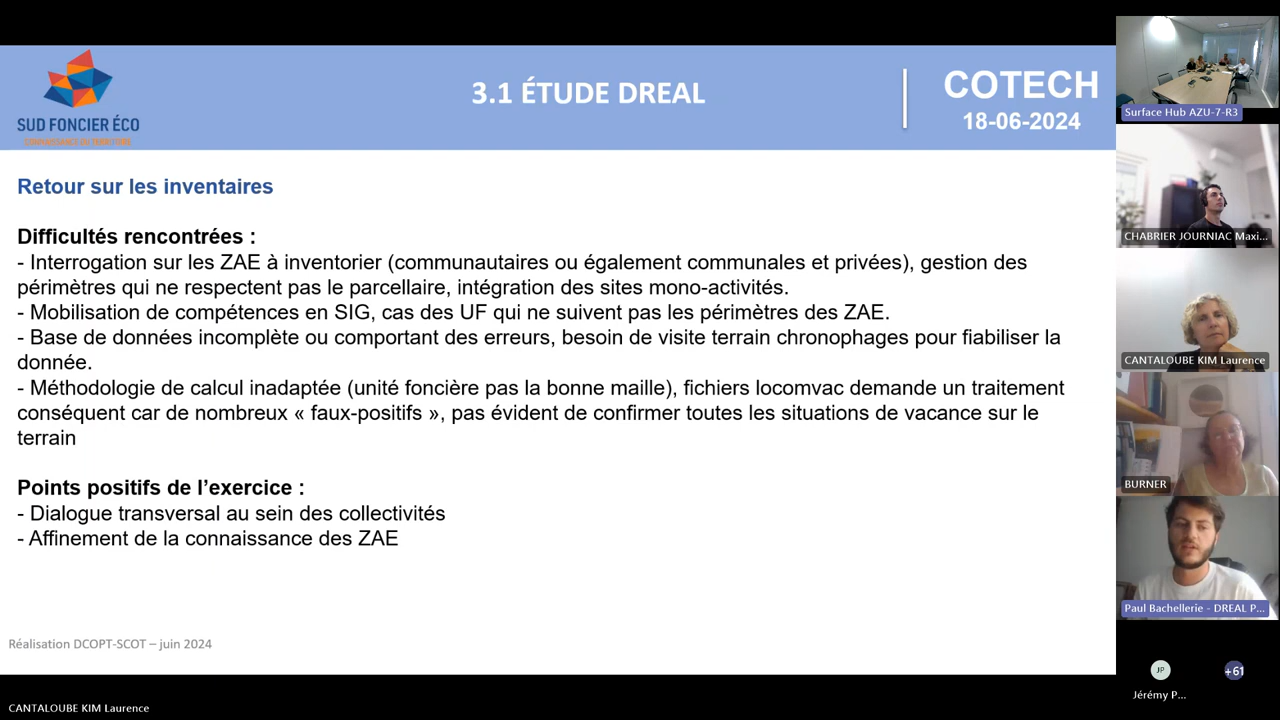 SUD FONCIER ÉCO
CONNAISSANCE DU TERRITOIRE
3.1 ÉTUDE DREAL
COTECH
18-06-2024
Retour sur les inventaires
Difficultés rencontrées :
- Interrogation sur les ZAE à inventorier (communautaires ou également communales et privées), gestion des
périmètres qui ne respectent pas le parcellaire, intégration des sites mono-activités.
- Mobilisation de compétences en SIG, cas des UF qui ne suivent pas les périmètres des ZAE.
- Base de données incomplète ou comportant des erreurs, besoin de visite terrain chronophages pour fiabiliser la
donnée.
- Méthodologie de calcul inadaptée (unité foncière pas la bonne maille), fichiers locomvac demande un traitement
conséquent car de nombreux « faux-positifs », pas évident de confirmer toutes les situations de vacance sur le
terrain
Points positifs de l’exercice :
- Dialogue transversal au sein des collectivités
- Affinement de la connaissance des ZAE
Réalisation DCOPT-SCOT – juin 2024
CANTALOUBE KIM Laurence
Surface Hub AZU-7-R3
CHABRIER JOURNIAC Maxi...
CANTALOUBE KIM Laurence
BURNER
Paul Bachellerie - DREAL P...
JP
+61
Jérémy P...